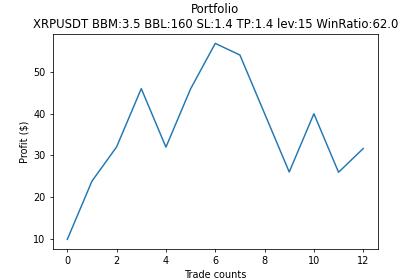 Portfolio
XRPUSDT BBM:3.5 BBL:160 SL:1.4 TP:1.4 lev:15 WinRatio:62.0
50
40
30
20
10
Profit ($)
0 2 4 6 8 10 12
Trade counts